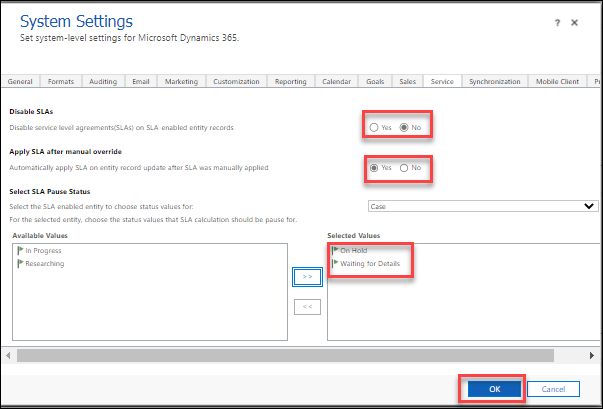 System Settings
Set system-level settings for Microsoft Dynamics 365.
? ×
General Formats Auditing Email Marketing Customization Reporting Calendar Goals Sales Service Synchronization Mobile Client
Disable SLAs
Disable service level agreements(SLAs) on SLA enabled entity records Yes No
Apply SLA after manual override
Automatically apply SLA on entity record update after SLA was manually applied Yes No
Select SLA Pause Status
Select the SLA enabled entity to choose status values for: Case
For the selected entity, choose the status values that SLA calculation should be pause for.
Available Values Selected Values
In Progress On Hold
Researching Waiting for Details
>>
<<
OK Cancel